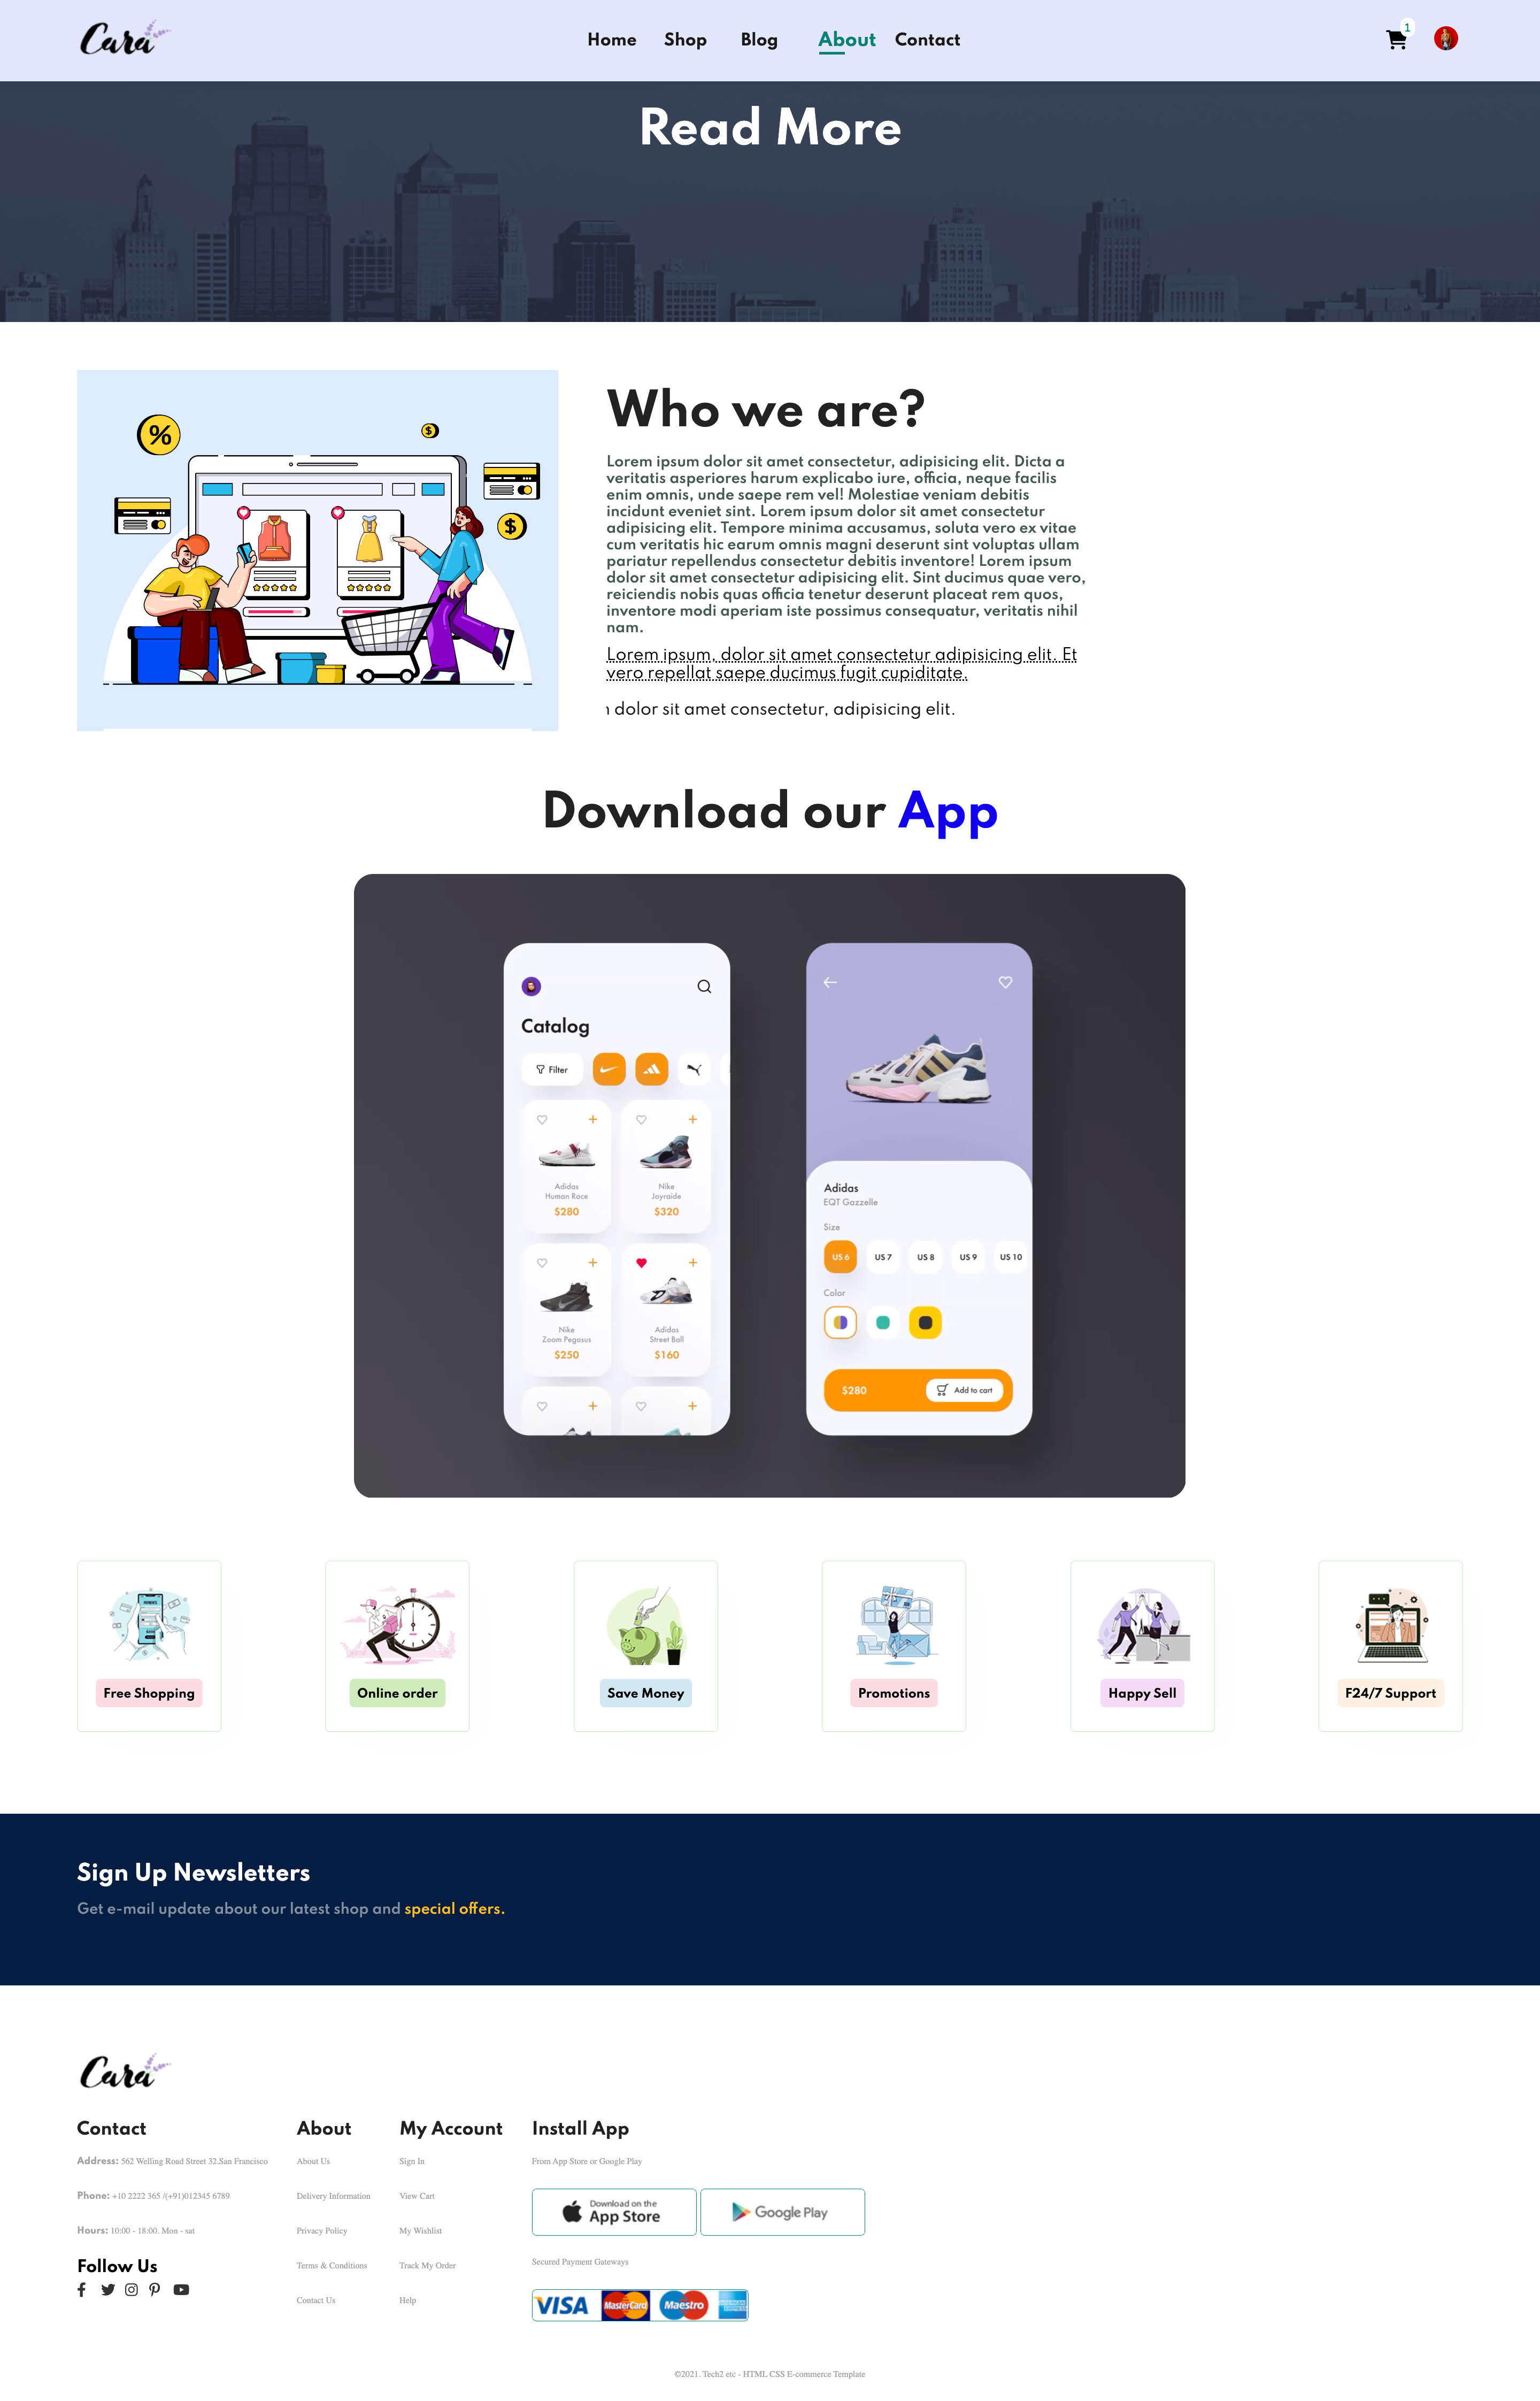 Cara
Home Shop Blog About Contact
1
Read More
Who we are?
Lorem ipsum dolor sit amet consectetur, adipisicing elit. Dicta a
veritatis asperiores harum explicabo iure, officia, neque facilis
enim omnis, unde saepe rem vel! Molestiae veniam debitis
incidunt eveniet sint. Lorem ipsum dolor sit amet consectetur
adipisicing elit. Tempore minima accusamus, soluta vero ex vitae
cum veritatis hic earum omnis magni deserunt sint voluptas ullam
pariatur repellendus consectetur debitis inventore! Lorem ipsum
dolor sit amet consectetur adipisicing elit. Sint ducimus quae vero,
reiciendis nobis quas officia tenetur deserunt placeat rem quos,
inventore modi aperiam iste possimus consequatur, veritatis nihil
nam.
Lorem ipsum, dolor sit amet consectetur adipisicing elit. Et
vero repellat saepe ducimus fugit cupiditate.
dolor sit amet consectetur, adipisicing elit.
%
$
$
Download our App
Catalog
Filter
Adidas
Human Race
$280
Nike
Joyraide
$320
Nike
Zoom Pegasus
$250
Adidas
Street Ball
$160
Adidas
EQT Gazzelle
Size
US 6 US 7 US 8 US 9 US 10
Color
$280 Add to cart
PAYMENTS
Free Shopping
Online order
Save Money
Promotions
Happy Sell
F24/7 Support
Sign Up Newsletters
Get e-mail update about our latest shop and special offers.
Cara
Contact
Address: 562 Welling Road Street 32.San Francisco
Phone: +10 2222 365 /(+91)012345 6789
Hours: 10:00 - 18:00. Mon - sat
Follow Us
About
About Us
Delivery Information
Privacy Policy
Terms & Conditions
Contact Us
My Account
Sign In
View Cart
My Wishlist
Track My Order
Help
Install App
From App Store or Google Play
Download on the
App Store
Google Play
Secured Payment Gateways
VISA MasterCard Maestro AMERICAN EXPRESS
©2021. Tech2 etc - HTML CSS E-commerce Template